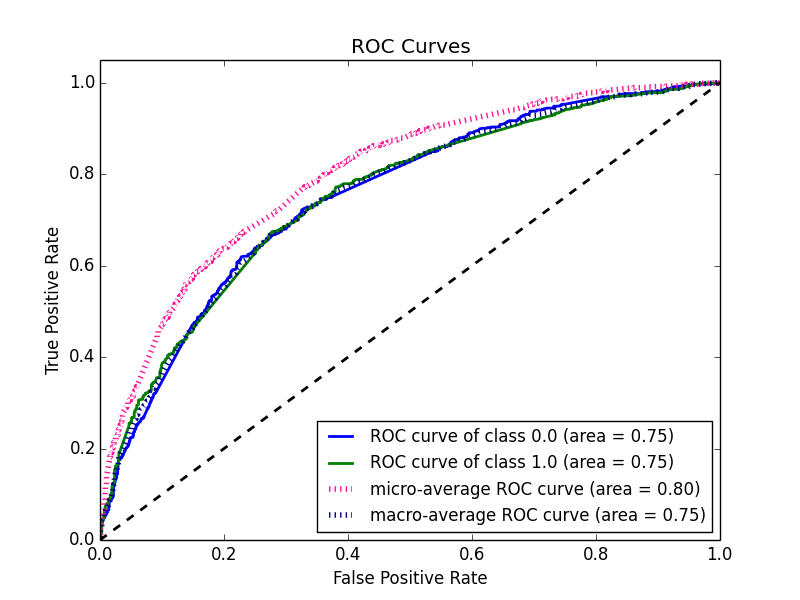 ROC Curves
True Positive Rate
1.0
0.8
0.6
0.4
0.2
0.0
ROC curve of class 0.0 (area = 0.75)
ROC curve of class 1.0 (area = 0.75)
micro-average ROC curve (area = 0.80)
macro-average ROC curve (area = 0.75)
0.0 0.2 0.4 0.6 0.8 1.0
False Positive Rate